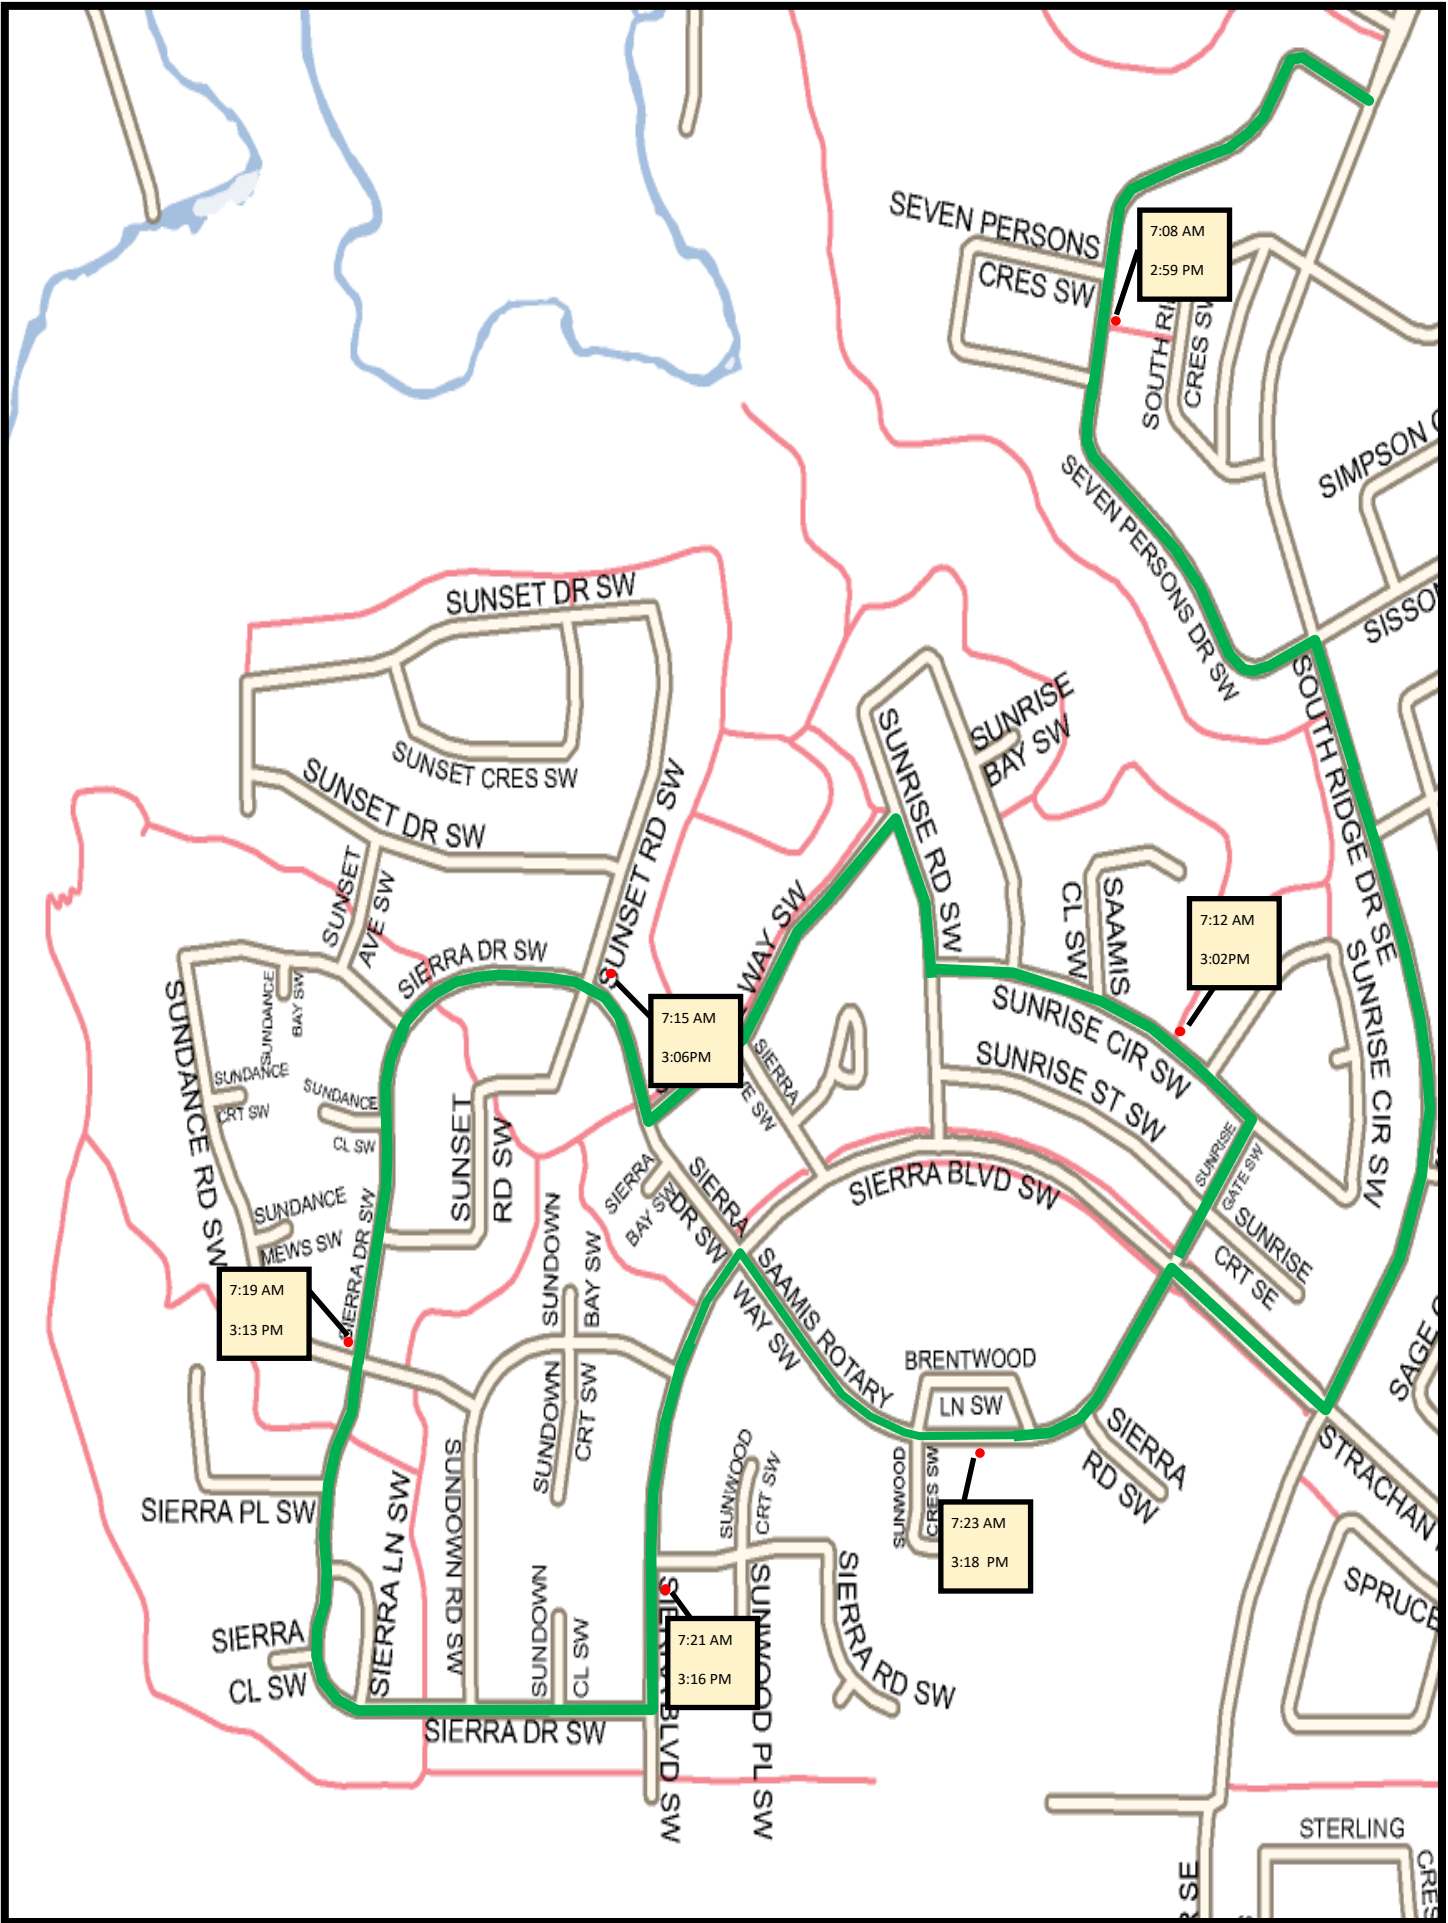 SEVEN PERSONS
CRES SW
7:08 AM
2:59 PM
SOUTH
CRES SW
SIMPSON
SEVEN PERSONS DR SW
SISSON
SOUTH RIDGE DR SE
SUNSET DR SW
SUNSET CRES SW
SUNSET DR SW
SUNSET RD SW
SUNRISE
BAY SW
SUNRISE RD SW
SUNSET
AVE SW
SIERRA DR SW
WAY SW
CL SW
SAAMIS
7:12 AM
3:02PM
SUNRISE CIR SW
SUNRISE CIR SW
SUNRISE ST SW
SUNDANCE
BAY SW
SUNDANCE RD SW
SUNDANCE
CRT SW
SUNDANCE
CL SW
7:15 AM
3:06PM
SIERRA
SW
SUNSET
RD SW
SUNRISE
GATE SW
SIERRA BLVD SW
SIERRA
BAY SW
SIERRA
DR SW
SUNDANCE
MEWS SW
SIERRA DR SW
SUNDOWN
BAY SW
SUNRISE
CRT SE
7:19 AM
3:13 PM
SAAMIS ROTARY
WAY SW
BRENTWOOD
LN SW
SAGE
SUNDOWN
CRT SW
SIERRA
RD SW
STRACHAN
SIERRA PL SW
SIERRA LN SW
SUNDOWN RD SW
SUNWOOD
CRT SW
SUNWOOD
CRES SW
7:23 AM
3:18 PM
SPRUCE
SIERRA
CL SW
SUNDOWN
CL SW
7:21 AM
3:16 PM
BLVD SW
SUNWOOD PL SW
SIERRA RD SW
SIERRA DR SW
STERLING
CRES
SE